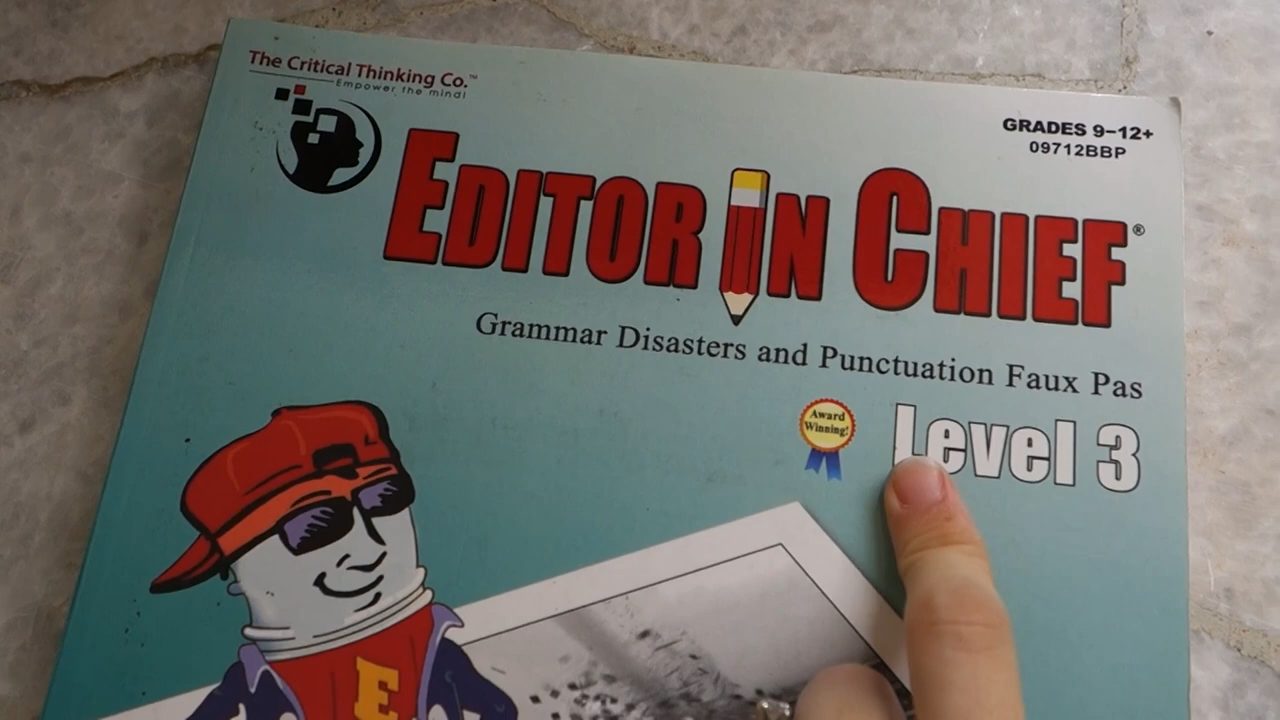 The Critical Thinking Co.™
Empower the mind!
GRADES 9–12+
09712BBP
EDITOR IN CHIEF®
Grammar Disasters and Punctuation Faux Pas
Award
Winning!
Level 3
E